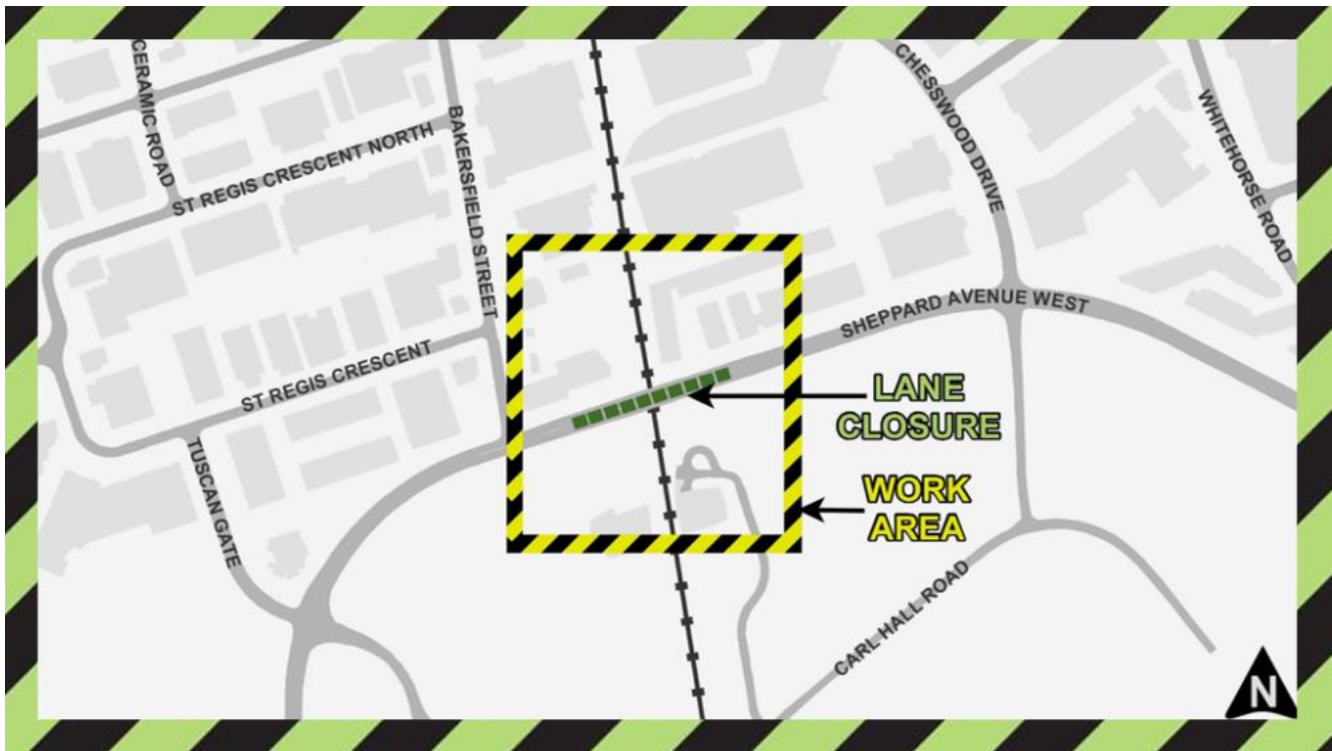 CERAMIC ROAD
ST REGIS CRESCENT NORTH
BAKERSFIELD STREET
CHESSWOOD DRIVE
WHITEHORSE ROAD
SHEPPARD AVENUE WEST
ST REGIS CRESCENT
LANE
CLOSURE
TUSCAN GATE
WORK
AREA
CARL HALL ROAD
N